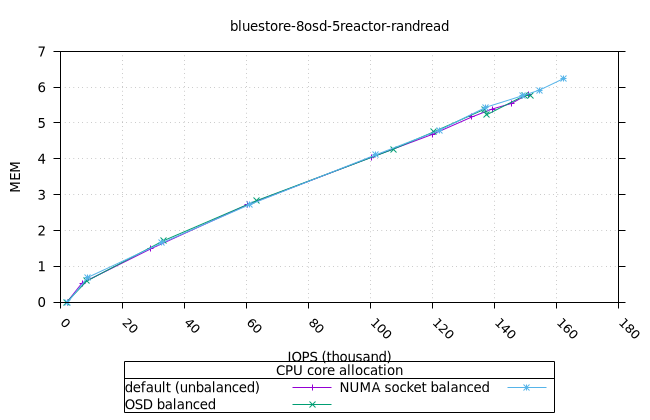 bluestore-8osd-5reactor-randread
7
6
5
4
3
2
1
0
MEM
0 20 40 60 80 100 120 140 160 180
IOPS (thousand)
CPU core allocation
default (unbalanced) NUMA socket balanced
OSD balanced